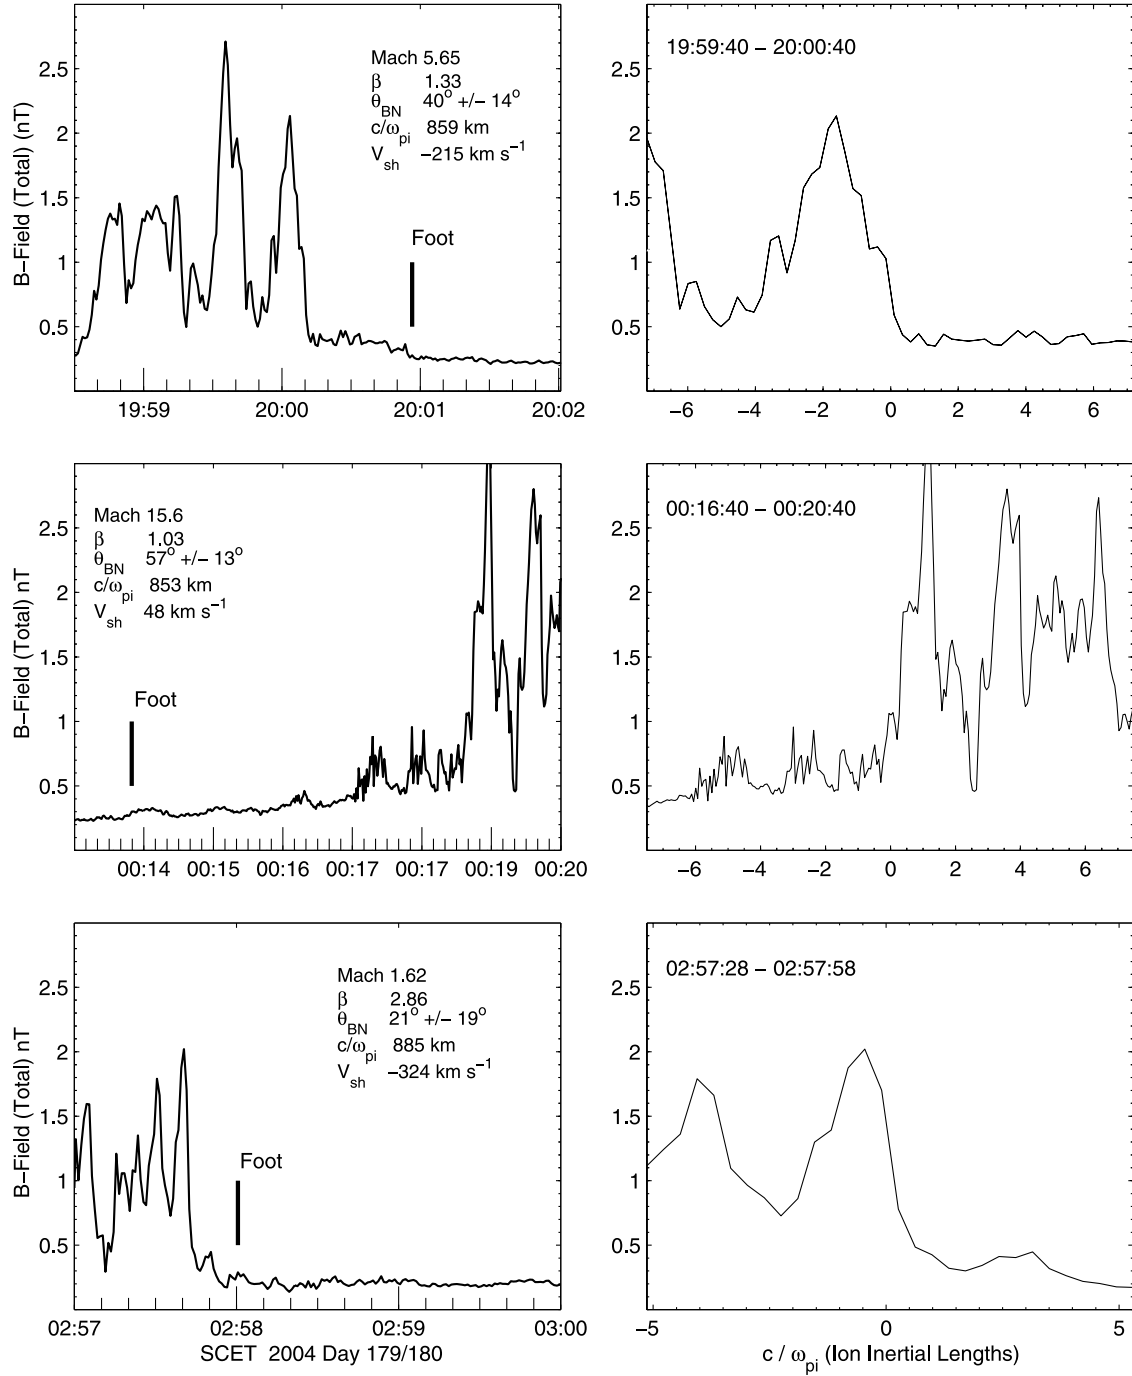 B−Field (Total) (nT)
2.5
2
1.5
1
0.5
Mach 5.65
β 1.33
θBN 40o +/− 14o
c/ωpi 859 km
Vsh −215 km s−1
Foot
19:59 20:00 20:01 20:02
19:59:40 − 20:00:40
2.5
2
1.5
1
0.5
−6 −4 −2 0 2 4 6
B−Field (Total) nT
2.5
2
1.5
1
0.5
Mach 15.6
β 1.03
θBN 57o +/− 13o
c/ωpi 853 km
Vsh 48 km s−1
Foot
00:14 00:15 00:16 00:17 00:17 00:19 00:20
00:16:40 − 00:20:40
2.5
2
1.5
1
0.5
−6 −4 −2 0 2 4 6
B−Field (Total) nT
2.5
2
1.5
1
0.5
Mach 1.62
β 2.86
θBN 21o +/− 19o
c/ωpi 885 km
Vsh −324 km s−1
Foot
02:57 02:58 02:59 03:00
SCET 2004 Day 179/180
02:57:28 − 02:57:58
2.5
2
1.5
1
0.5
−5 0 5
c / ωpi (Ion Inertial Lengths)